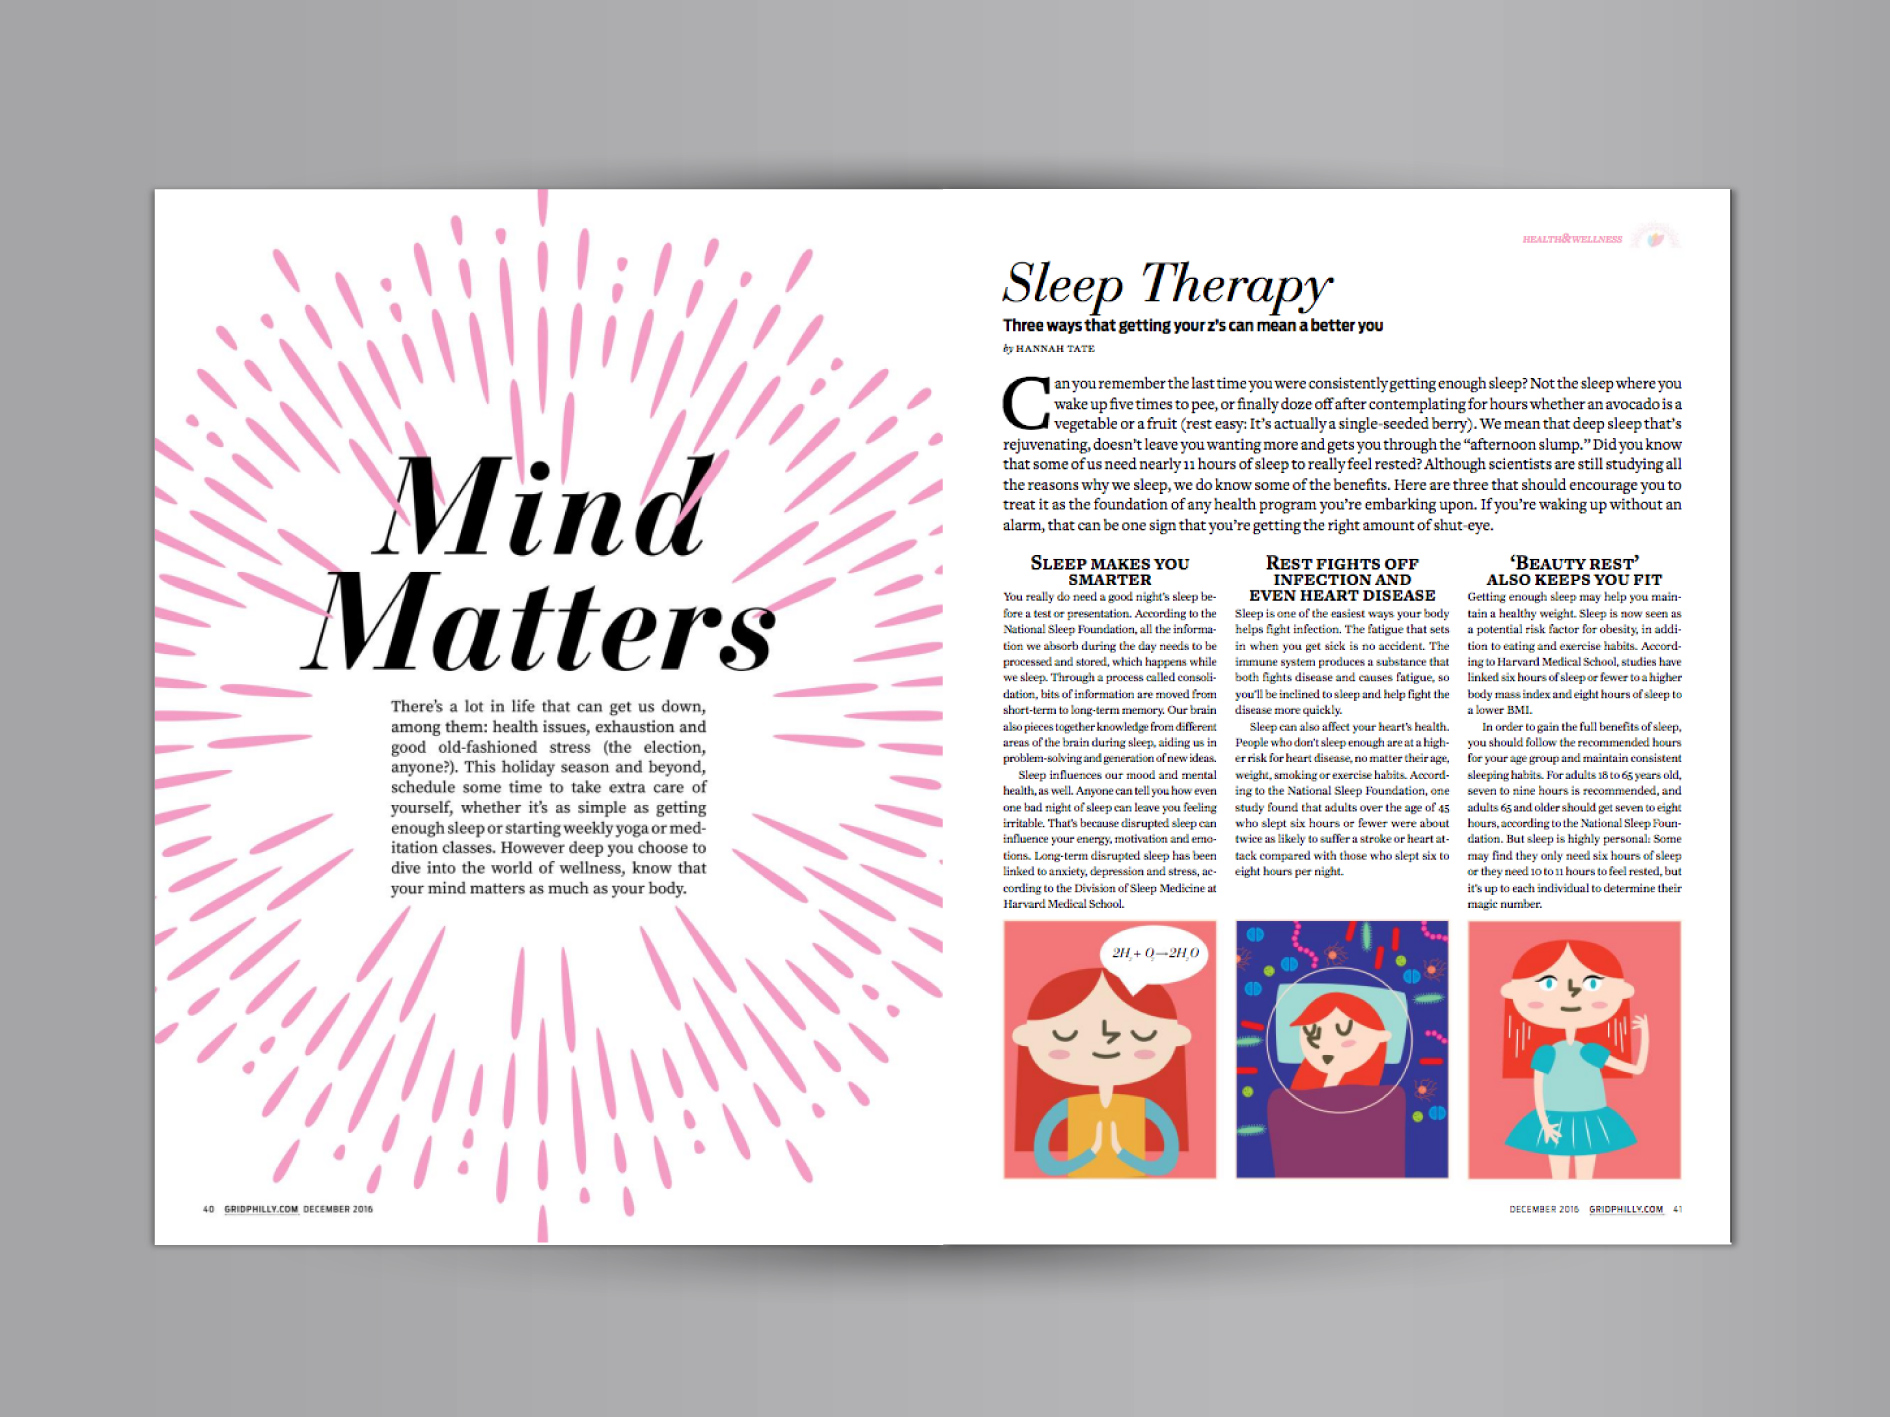 Mind
Matters
There's a lot in life that can get us down,
among them: health issues, exhaustion and
good old-fashioned stress (the election,
anyone?). This holiday season and beyond,
schedule some time to take extra care of
yourself, whether it's as simple as getting
enough sleep or starting weekly yoga or med-
itation classes. However deep you choose to
dive into the world of wellness, know that
your mind matters as much as your body.
40 GRIDPHILLY.COM DECEMBER 2016
HEALTH&WELLNESS
Sleep Therapy
Three ways that getting your z's can mean a better you
by HANNAH TATE
Can you remember the last time you were consistently getting enough sleep? Not the sleep where you
wake up five times to pee, or finally doze off after contemplating for hours whether an avocado is a
vegetable or a fruit (rest easy: It's actually a single-seeded berry). We mean that deep sleep that's
rejuvenating, doesn't leave you wanting more and gets you through the “afternoon slump.” Did you know
that some of us need nearly 11 hours of sleep to really feel rested? Although scientists are still studying all
the reasons why we sleep, we do know some of the benefits. Here are three that should encourage you to
treat it as the foundation of any health program you're embarking upon. If you're waking up without an
alarm, that can be one sign that you're getting the right amount of shut-eye.
SLEEP MAKES YOU
SMARTER
You really do need a good night's sleep be-
fore a test or presentation. According to the
National Sleep Foundation, all the informa-
tion we absorb during the day needs to be
processed and stored, which happens while
we sleep. Through a process called consoli-
dation, bits of information are moved from
short-term to long-term memory. Our brain
also pieces together knowledge from different
areas of the brain during sleep, aiding us in
problem-solving and generation of new ideas.
Sleep influences our mood and mental
health, as well. Anyone can tell you how even
one bad night of sleep can leave you feeling
irritable. That's because disrupted sleep can
influence your energy, motivation and emo-
tions. Long-term disrupted sleep has been
linked to anxiety, depression and stress, ac-
cording to the Division of Sleep Medicine at
Harvard Medical School.
REST FIGHTS OFF
INFECTION AND
EVEN HEART DISEASE
Sleep is one of the easiest ways your body
helps fight infection. The fatigue that sets
in when you get sick is no accident. The
immune system produces a substance that
both fights disease and causes fatigue, so
you'll be inclined to sleep and help fight the
disease more quickly.
Sleep can also affect your heart's health.
People who don't sleep enough are at a high-
er risk for heart disease, no matter their age,
weight, smoking or exercise habits. Accord-
ing to the National Sleep Foundation, one
study found that adults over the age of 45
who slept six hours or fewer were about
twice as likely to suffer a stroke or heart at-
tack compared with those who slept six to
eight hours per night.
‘BEAUTY REST’
ALSO KEEPS YOU FIT
Getting enough sleep may help you main-
tain a healthy weight. Sleep is now seen as
a potential risk factor for obesity, in addi-
tion to eating and exercise habits. Accord-
ing to Harvard Medical School, studies have
linked six hours of sleep or fewer to a higher
body mass index and eight hours of sleep to
a lower BMI.
In order to gain the full benefits of sleep,
you should follow the recommended hours
for your age group and maintain consistent
sleeping habits. For adults 18 to 65 years old,
seven to nine hours is recommended, and
adults 65 and older should get seven to eight
hours, according to the National Sleep Foun-
dation. But sleep is highly personal: Some
may find they only need six hours of sleep
or they need 10 to 11 hours to feel rested, but
it's up to each individual to determine their
magic number.
2H₂+ O₂→2H₂O
DECEMBER 2016 GRIDPHILLY.COM 41